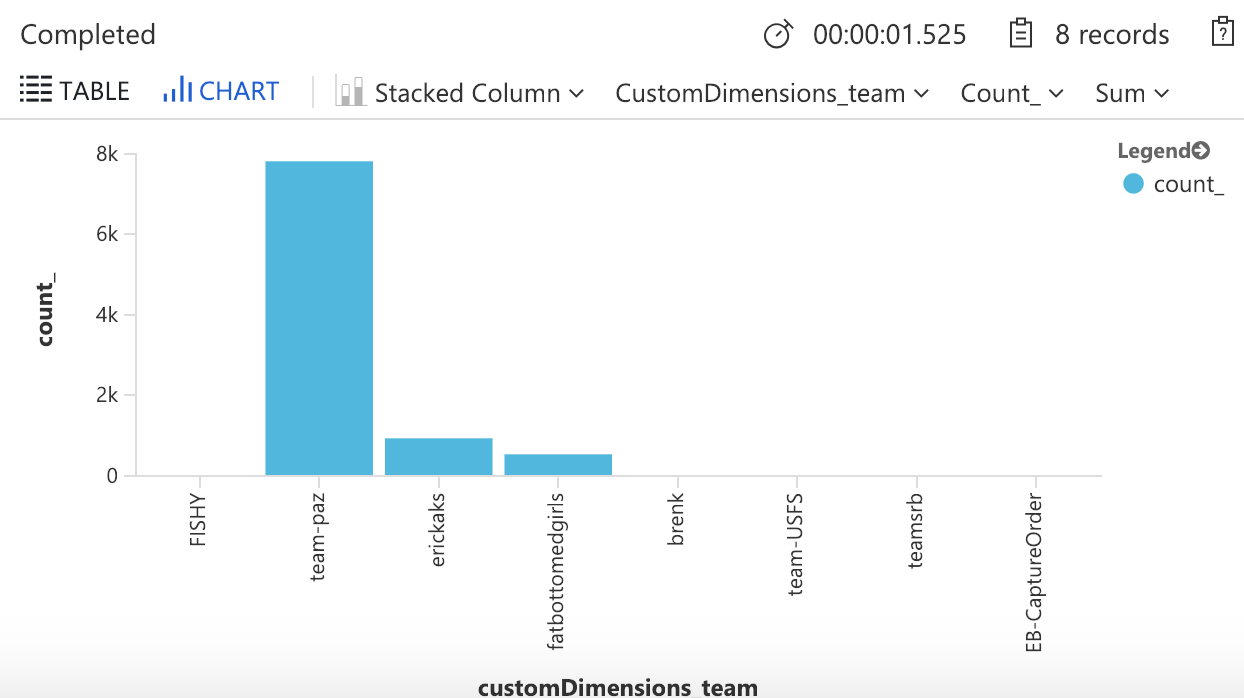 Completed 00:00:01.525 8 records
TABLE CHART Stacked Column CustomDimensions_team Count_ Sum
Legend
count_
8k
6k
4k
2k
0
count_
FISHY
team-paz
erickaks
fatbottomedgirls
brenk
team-USFS
teamsrb
EB-CaptureOrder
customDimensions_team